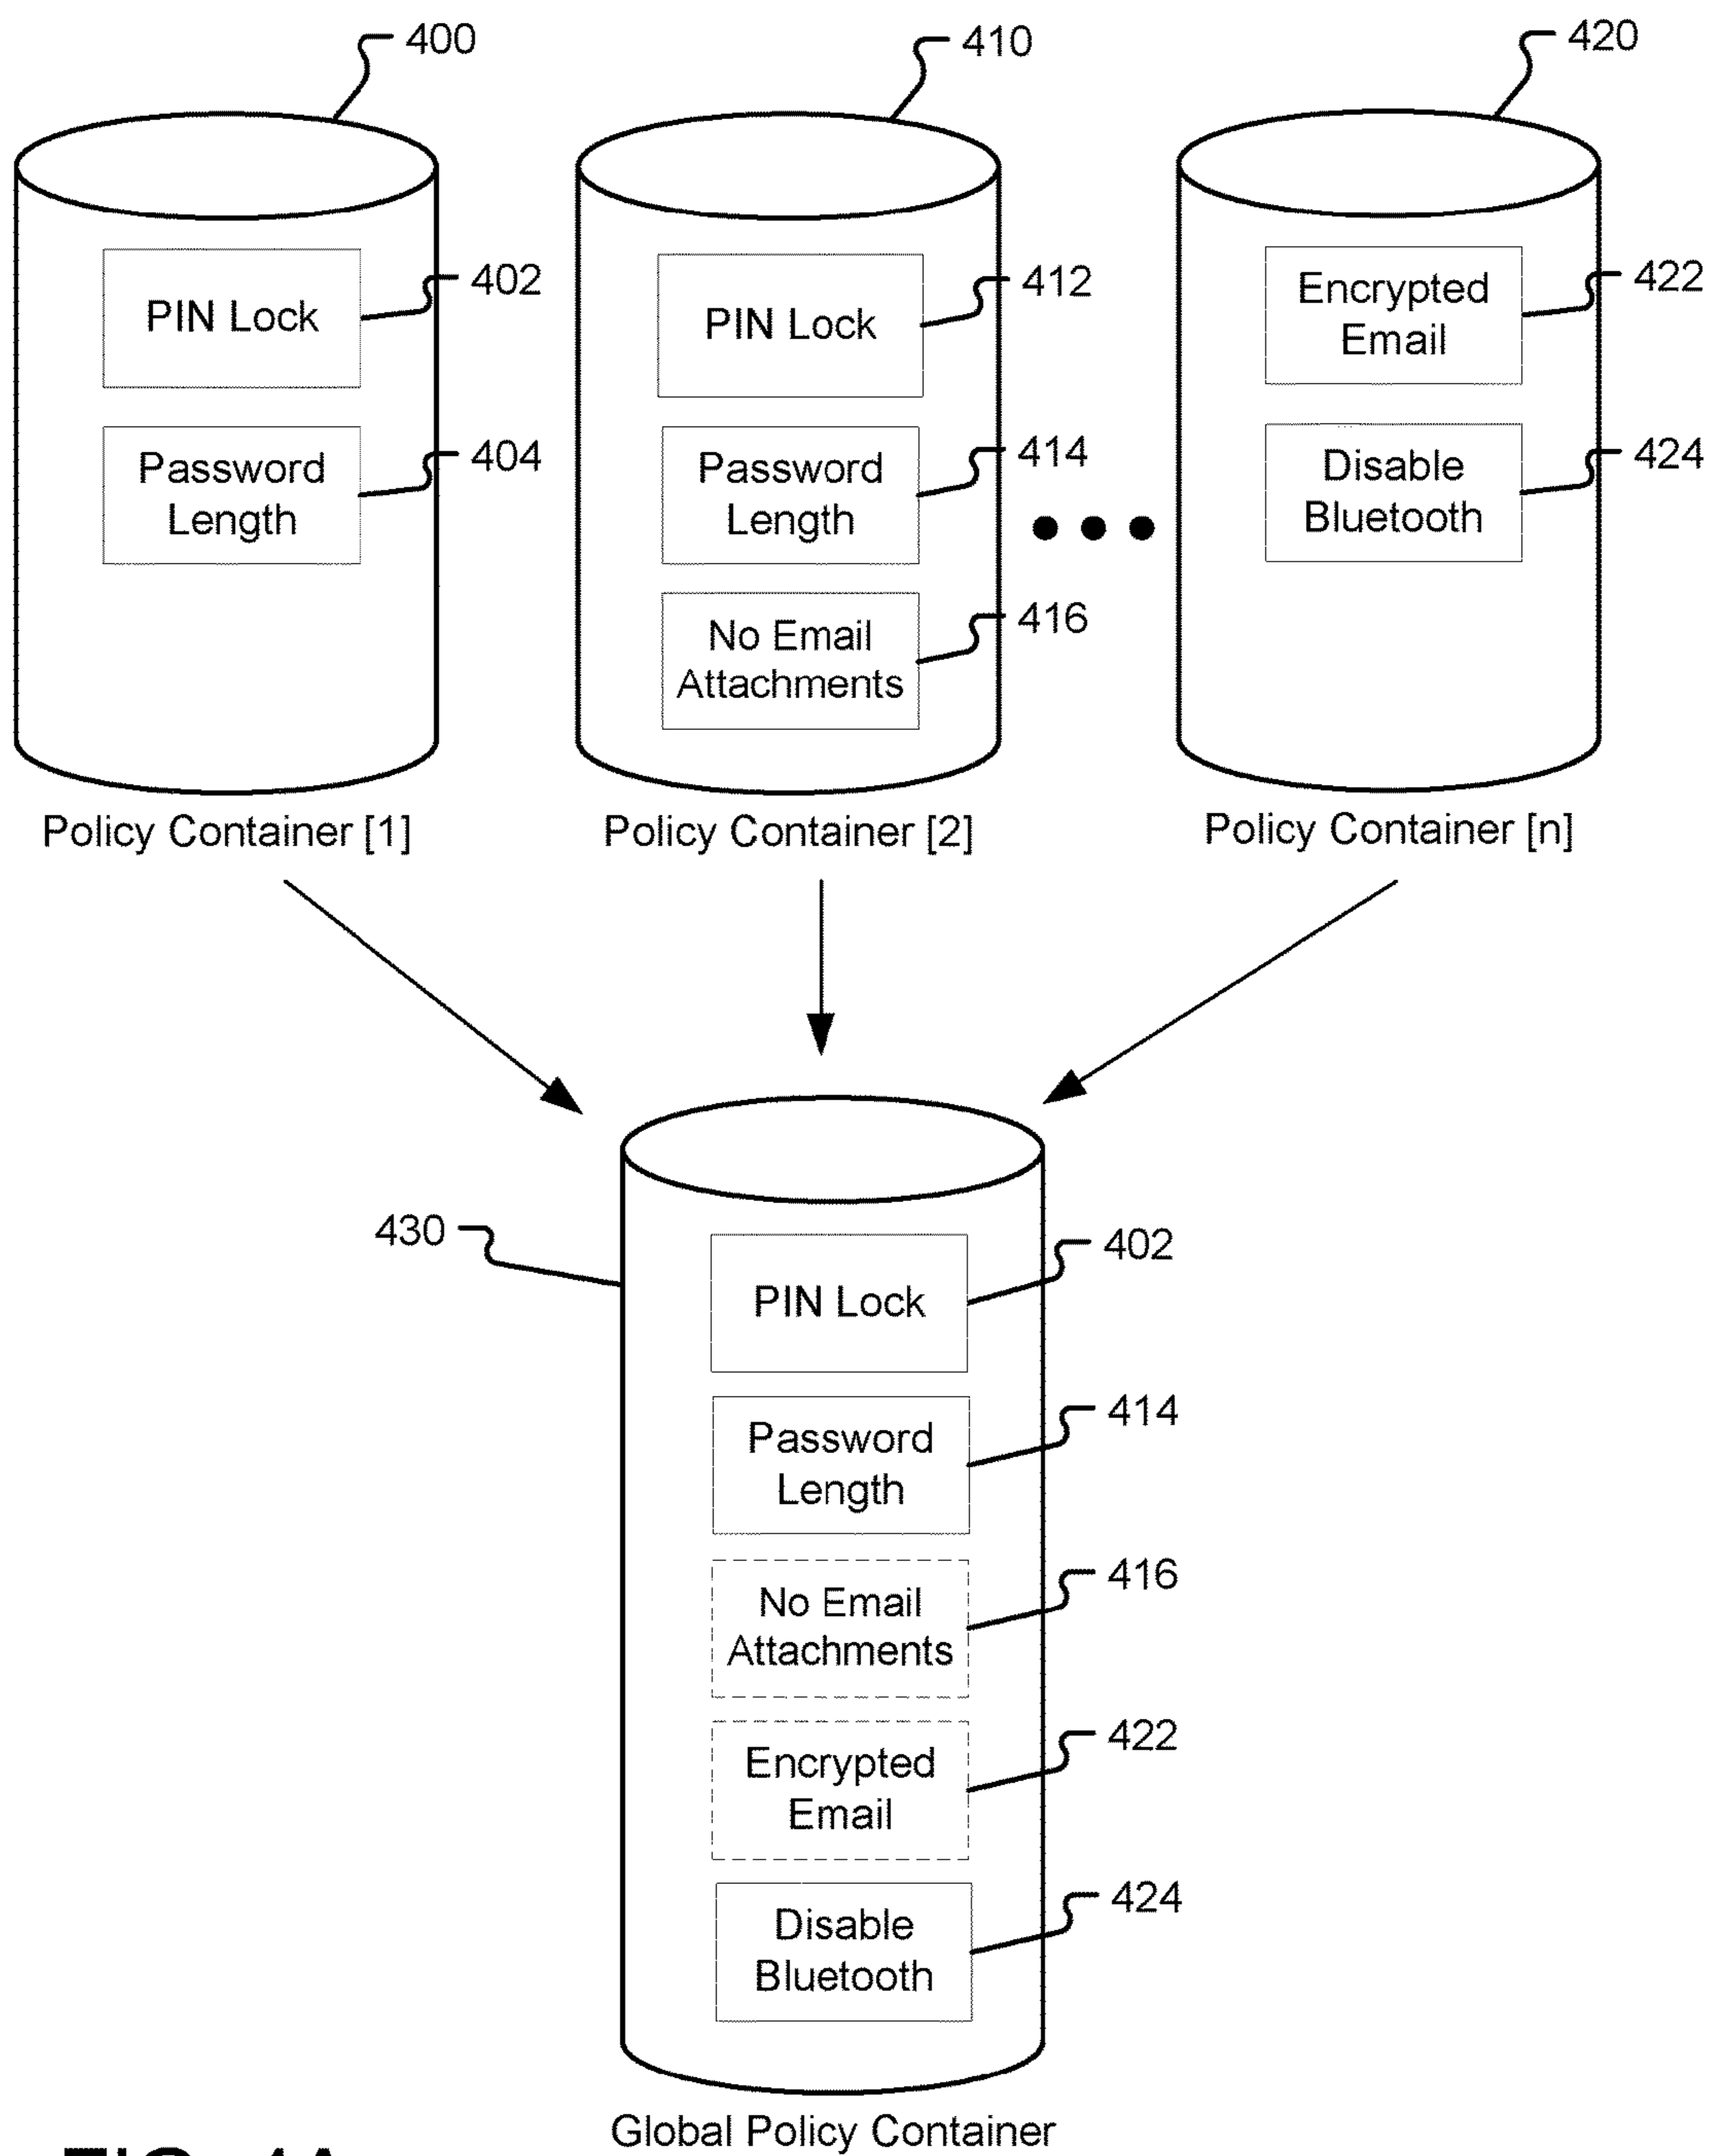 400
410
420
PIN Lock
402
Password
Length
404
PIN Lock
412
Password
Length
414
No Email
Attachments
416
Encrypted
Email
422
Disable
Bluetooth
424
Policy Container [1]
Policy Container [2]
Policy Container [n]
430
PIN Lock
402
Password
Length
414
No Email
Attachments
416
Encrypted
Email
422
Disable
Bluetooth
424
Global Policy Container